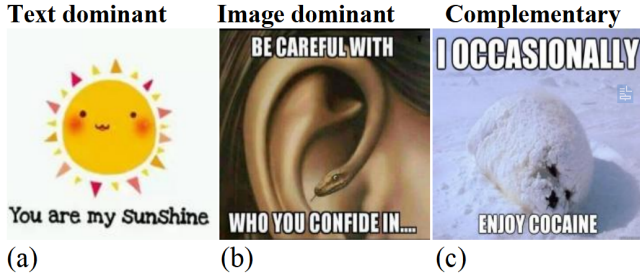 Text dominant Image dominant Complementary
You are my sunshine
BE CAREFUL WITH
WHO YOU CONFIDE IN....
I OCCASIONALLY
ENJOY COCAINE
(a) (b) (c)